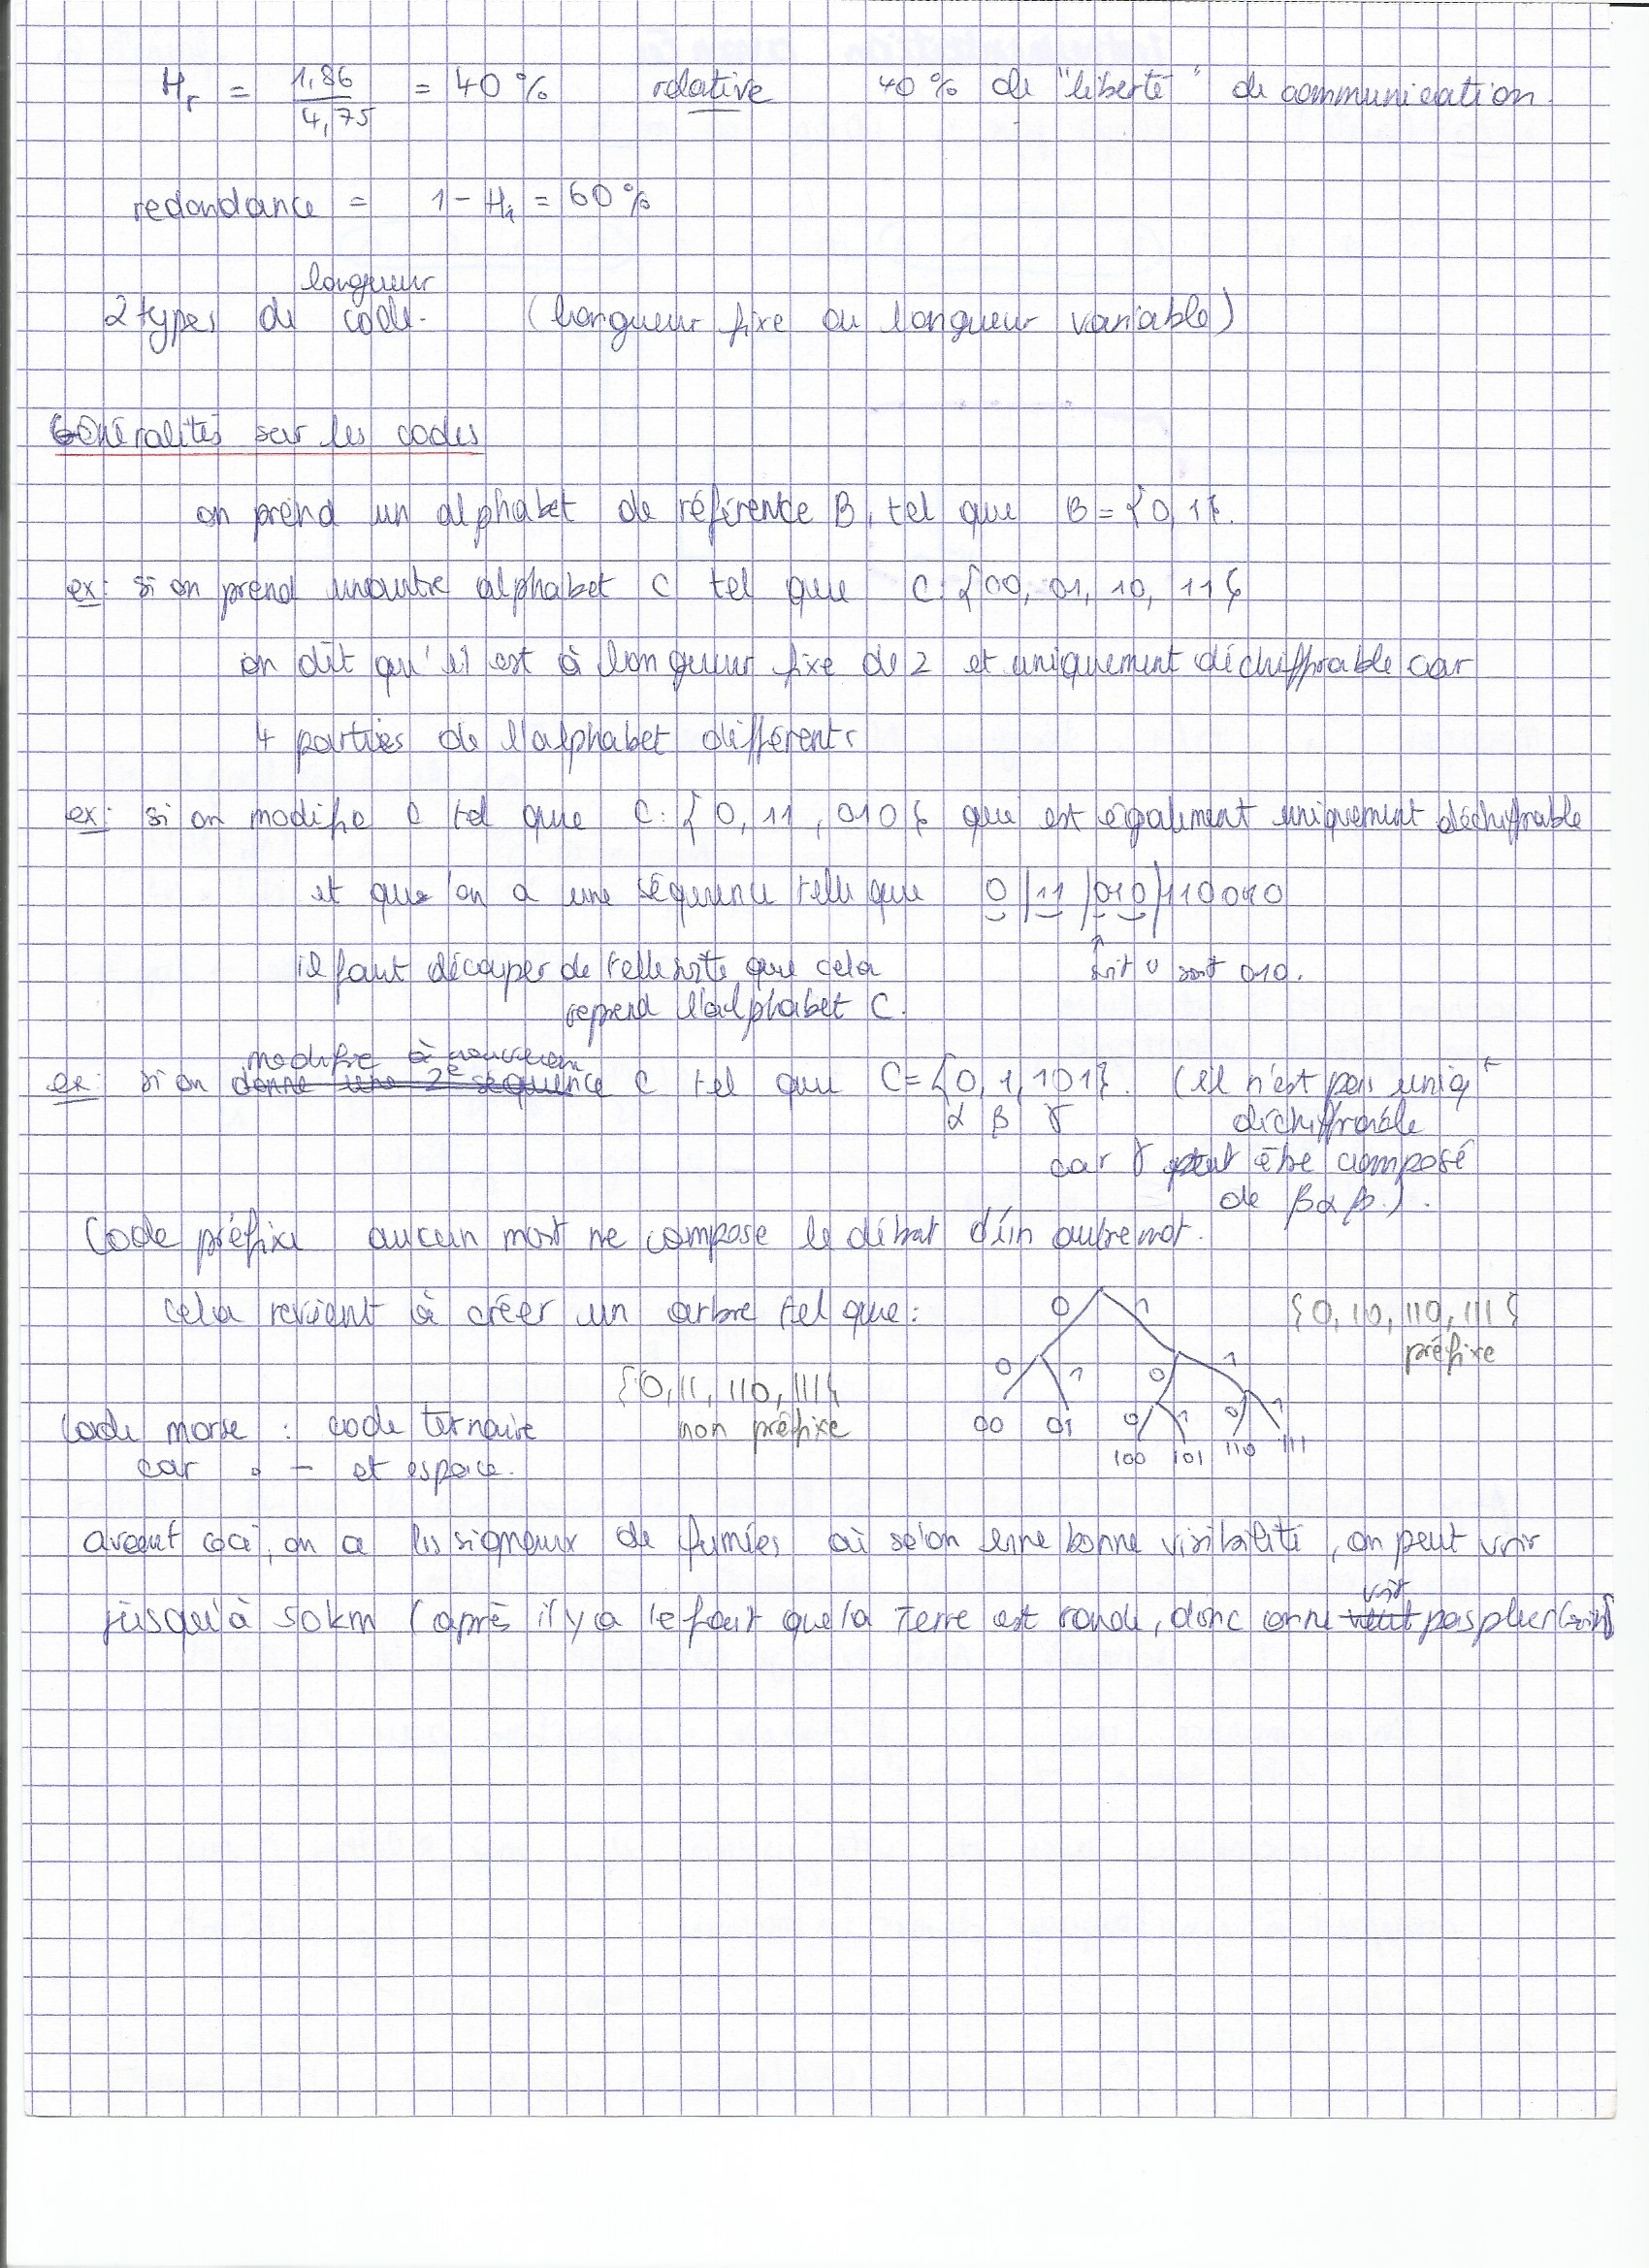 Hr = 1,86 / 4,75 = 40 % relative 40 % de "liberté" de communication.
redondance = 1 - Hr = 60 %
longueur
2 types de code. (longueur fixe ou longueur variable)
Généralités sur les codes
on prend un alphabet de référence B, tel que B = {0, 1}.
ex: si on prend un autre alphabet C tel que C: {00, 01, 10, 11}
on dit qu'il est à longueur fixe de 2 et uniquement déchiffrable car
4 parties de l'alphabet différents
ex: si on modifie C tel que C: {0, 11, 010} qui est également uniquement déchiffrable
et que l'on a une séquence telle que 0/11/010/110010
il faut découper de telle sorte que cela soit 0 soit 010.
reprend l'alphabet C.
modifie à nouveau
ex: si on donne une 2e séquence C tel que C = {0, 1, 101}. (il n'est pas uniqt
α β γ déchiffrable
car γ peut être composé
de β α β.).
Code préfixe aucun mot ne compose le début d'un autre mot.
cela revient à créer un arbre tel que: 0 1 {0, 10, 110, 111}
préfixe
0 1 0 1
{0, 11, 110, 111}
Code morse : code ternaire non préfixe 00 01 0 1 0 1
100 101 110 111
car . - et espace.
avant ceci, on a les signaux de fumées où selon une bonne visibilité, on peut voir
voit
jusqu'à 50 km (après il y a le fait que la Terre est ronde, donc on ne pas plus loin)